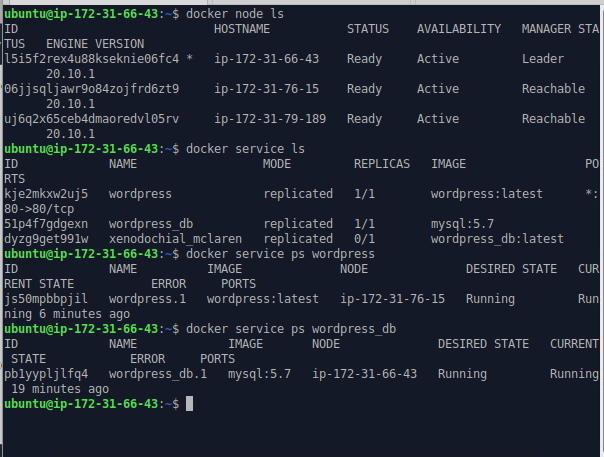 ubuntu@ip-172-31-66-43:~$ docker node ls
ID                            HOSTNAME           STATUS    AVAILABILITY   MANAGER STA
TUS   ENGINE VERSION
l5i5f2rex4u88kseknie06fc4 *   ip-172-31-66-43    Ready     Active         Leader
      20.10.1
06jjsqljawr9o84zojfrd6zt9     ip-172-31-76-15    Ready     Active         Reachable
      20.10.1
uj6q2x65ceb4dmaoredvl05rv     ip-172-31-79-189   Ready     Active         Reachable
      20.10.1
ubuntu@ip-172-31-66-43:~$ docker service ls
ID             NAME                 MODE         REPLICAS   IMAGE                 PO
RTS
kje2mkxw2uj5   wordpress            replicated   1/1        wordpress:latest      *:
80->80/tcp
51p4f7gdgexn   wordpress_db         replicated   1/1        mysql:5.7
dyzg9get991w   xenodochial_mclaren  replicated   0/1        wordpress_db:latest
ubuntu@ip-172-31-66-43:~$ docker service ps wordpress
ID             NAME          IMAGE              NODE              DESIRED STATE   CUR
RENT STATE           ERROR     PORTS
js50mpbbpjil   wordpress.1   wordpress:latest   ip-172-31-76-15   Running         Run
ning 6 minutes ago
ubuntu@ip-172-31-66-43:~$ docker service ps wordpress_db
ID             NAME             IMAGE       NODE              DESIRED STATE   CURRENT
 STATE            ERROR     PORTS
pb1yypljlfq4   wordpress_db.1   mysql:5.7   ip-172-31-66-43   Running         Running
 19 minutes ago
ubuntu@ip-172-31-66-43:~$